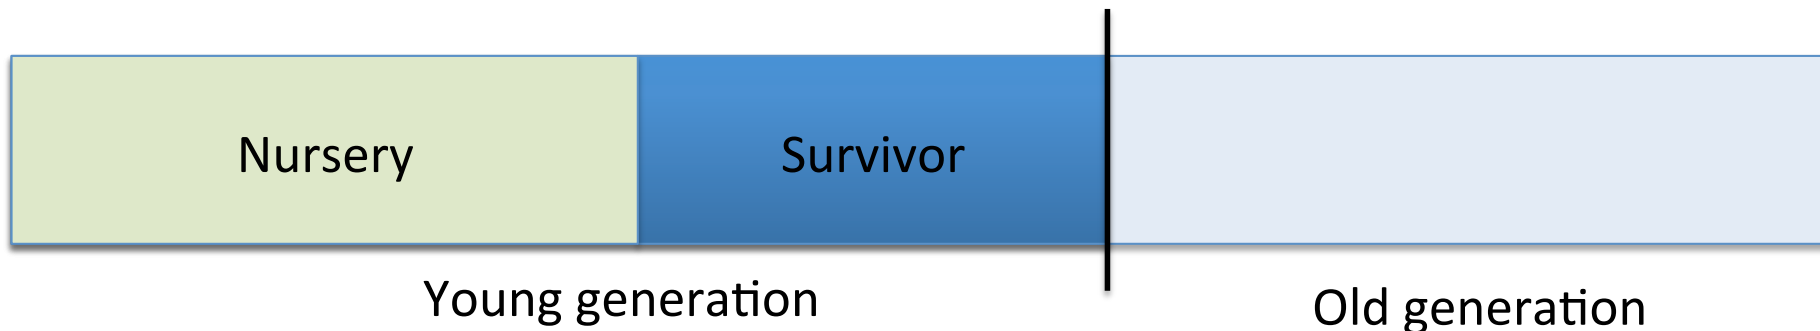 Nursery
Survivor
Young generation
Old generation